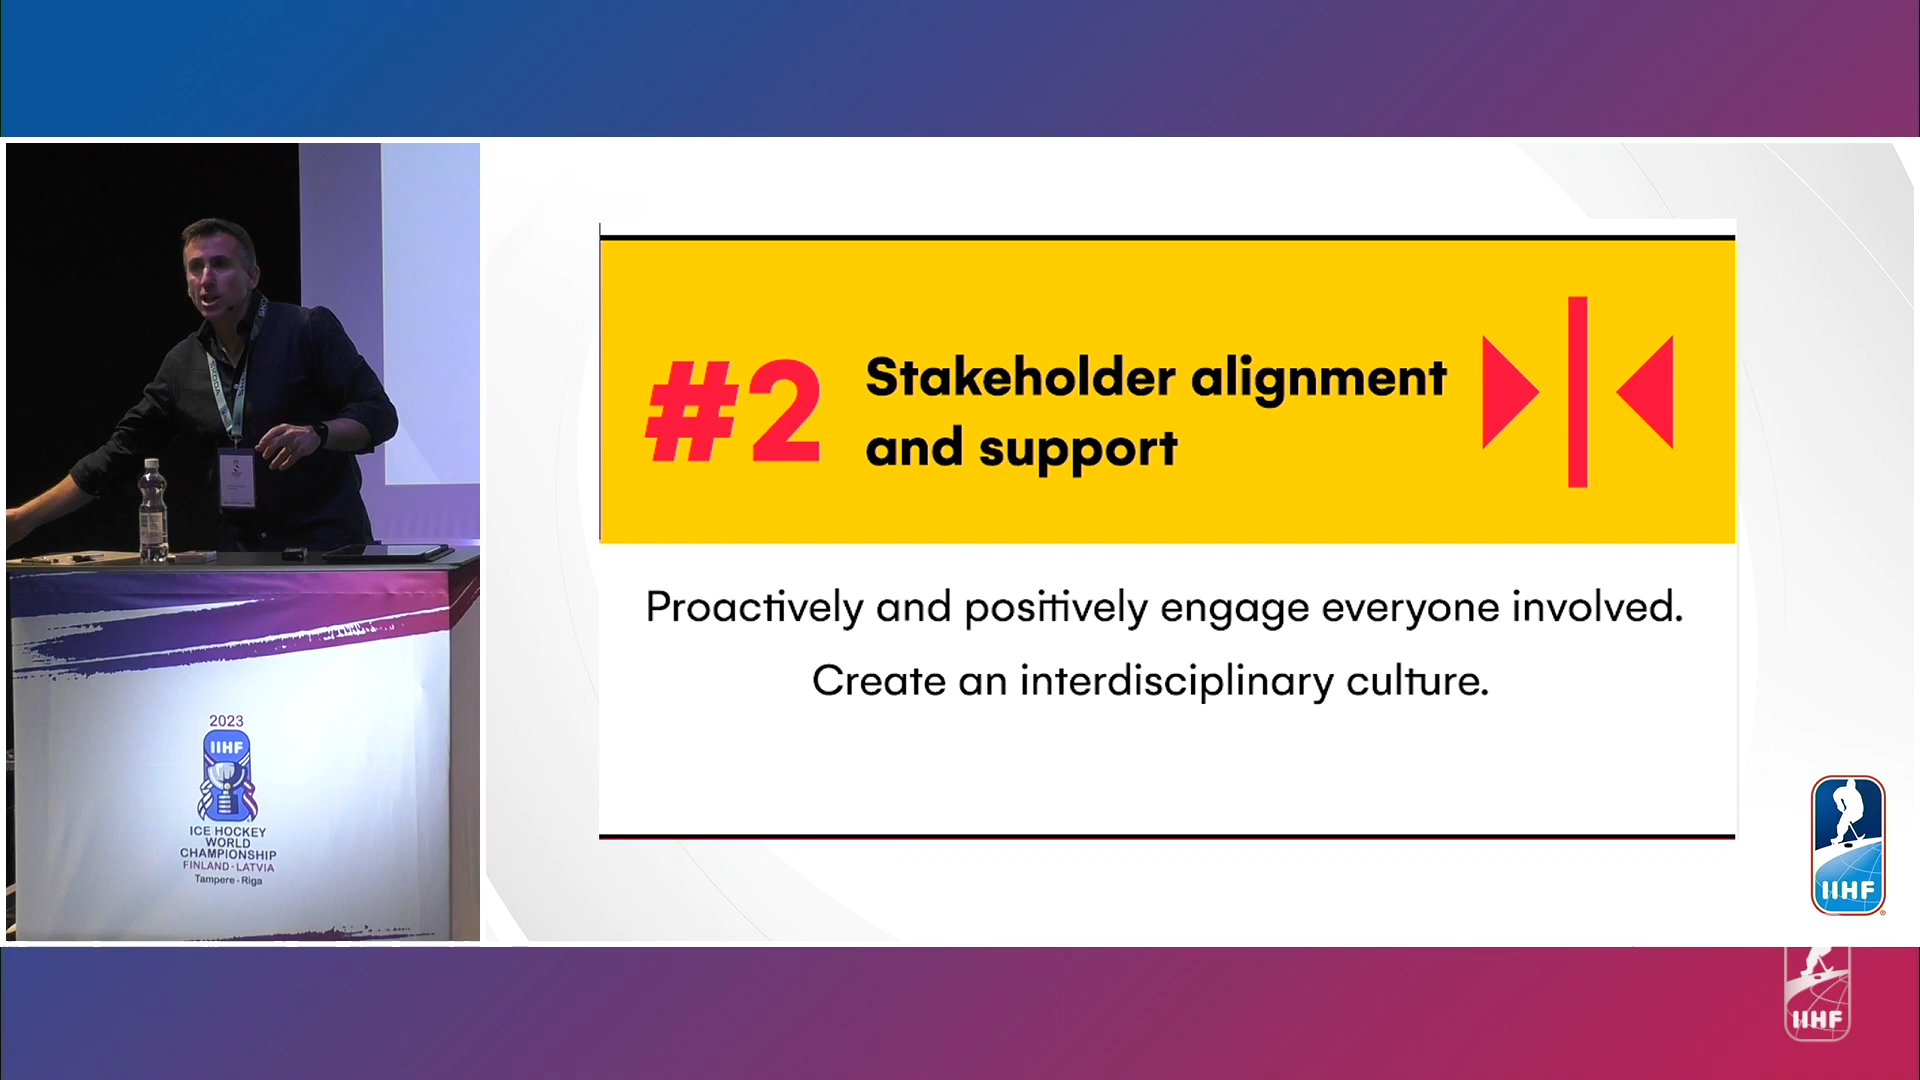 #2
Stakeholder alignment
and support
Proactively and positively engage everyone involved.
Create an interdisciplinary culture.
2023
IIHF
ICE HOCKEY
WORLD
CHAMPIONSHIP
FINLAND - LATVIA
Tampere - Riga
IIHF
IIHF